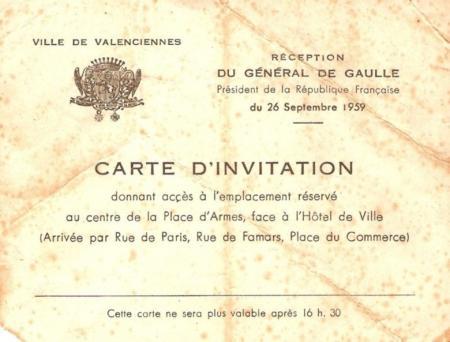 VILLE DE VALENCIENNES
RÉCEPTION
DU GÉNÉRAL DE GAULLE
Président de la République Française
du 26 Septembre 1959
CARTE D'INVITATION
donnant accès à l'emplacement réservé
au centre de la Place d'Armes, face à l'Hôtel de Ville
(Arrivée par Rue de Paris, Rue de Famars, Place du Commerce)
Cette carte ne sera plus valable après 16 h. 30